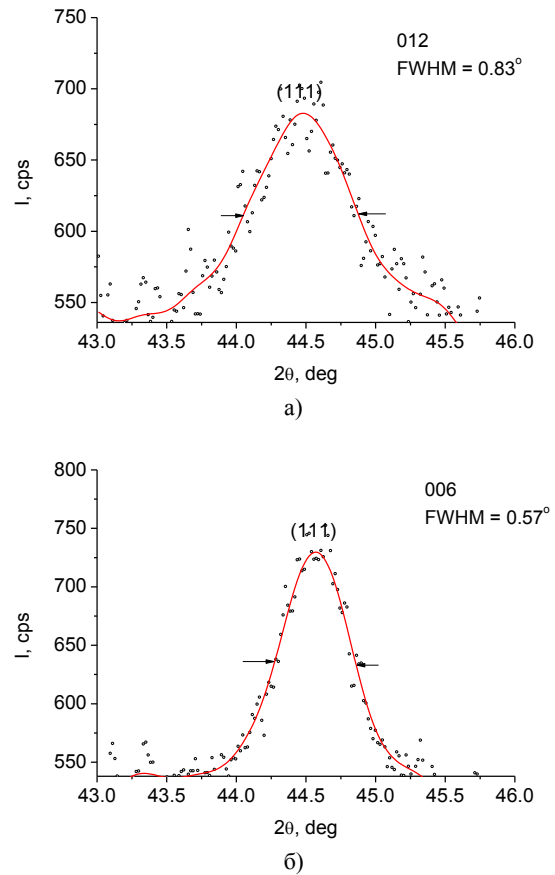 750
700
650
600
550
I, cps
012
FWHM = 0.83°
(111)
43.0 43.5 44.0 44.5 45.0 45.5 46.0
2θ, deg
а)
800
750
700
650
600
550
I, cps
006
FWHM = 0.57°
(111)
43.0 43.5 44.0 44.5 45.0 45.5 46.0
2θ, deg
б)